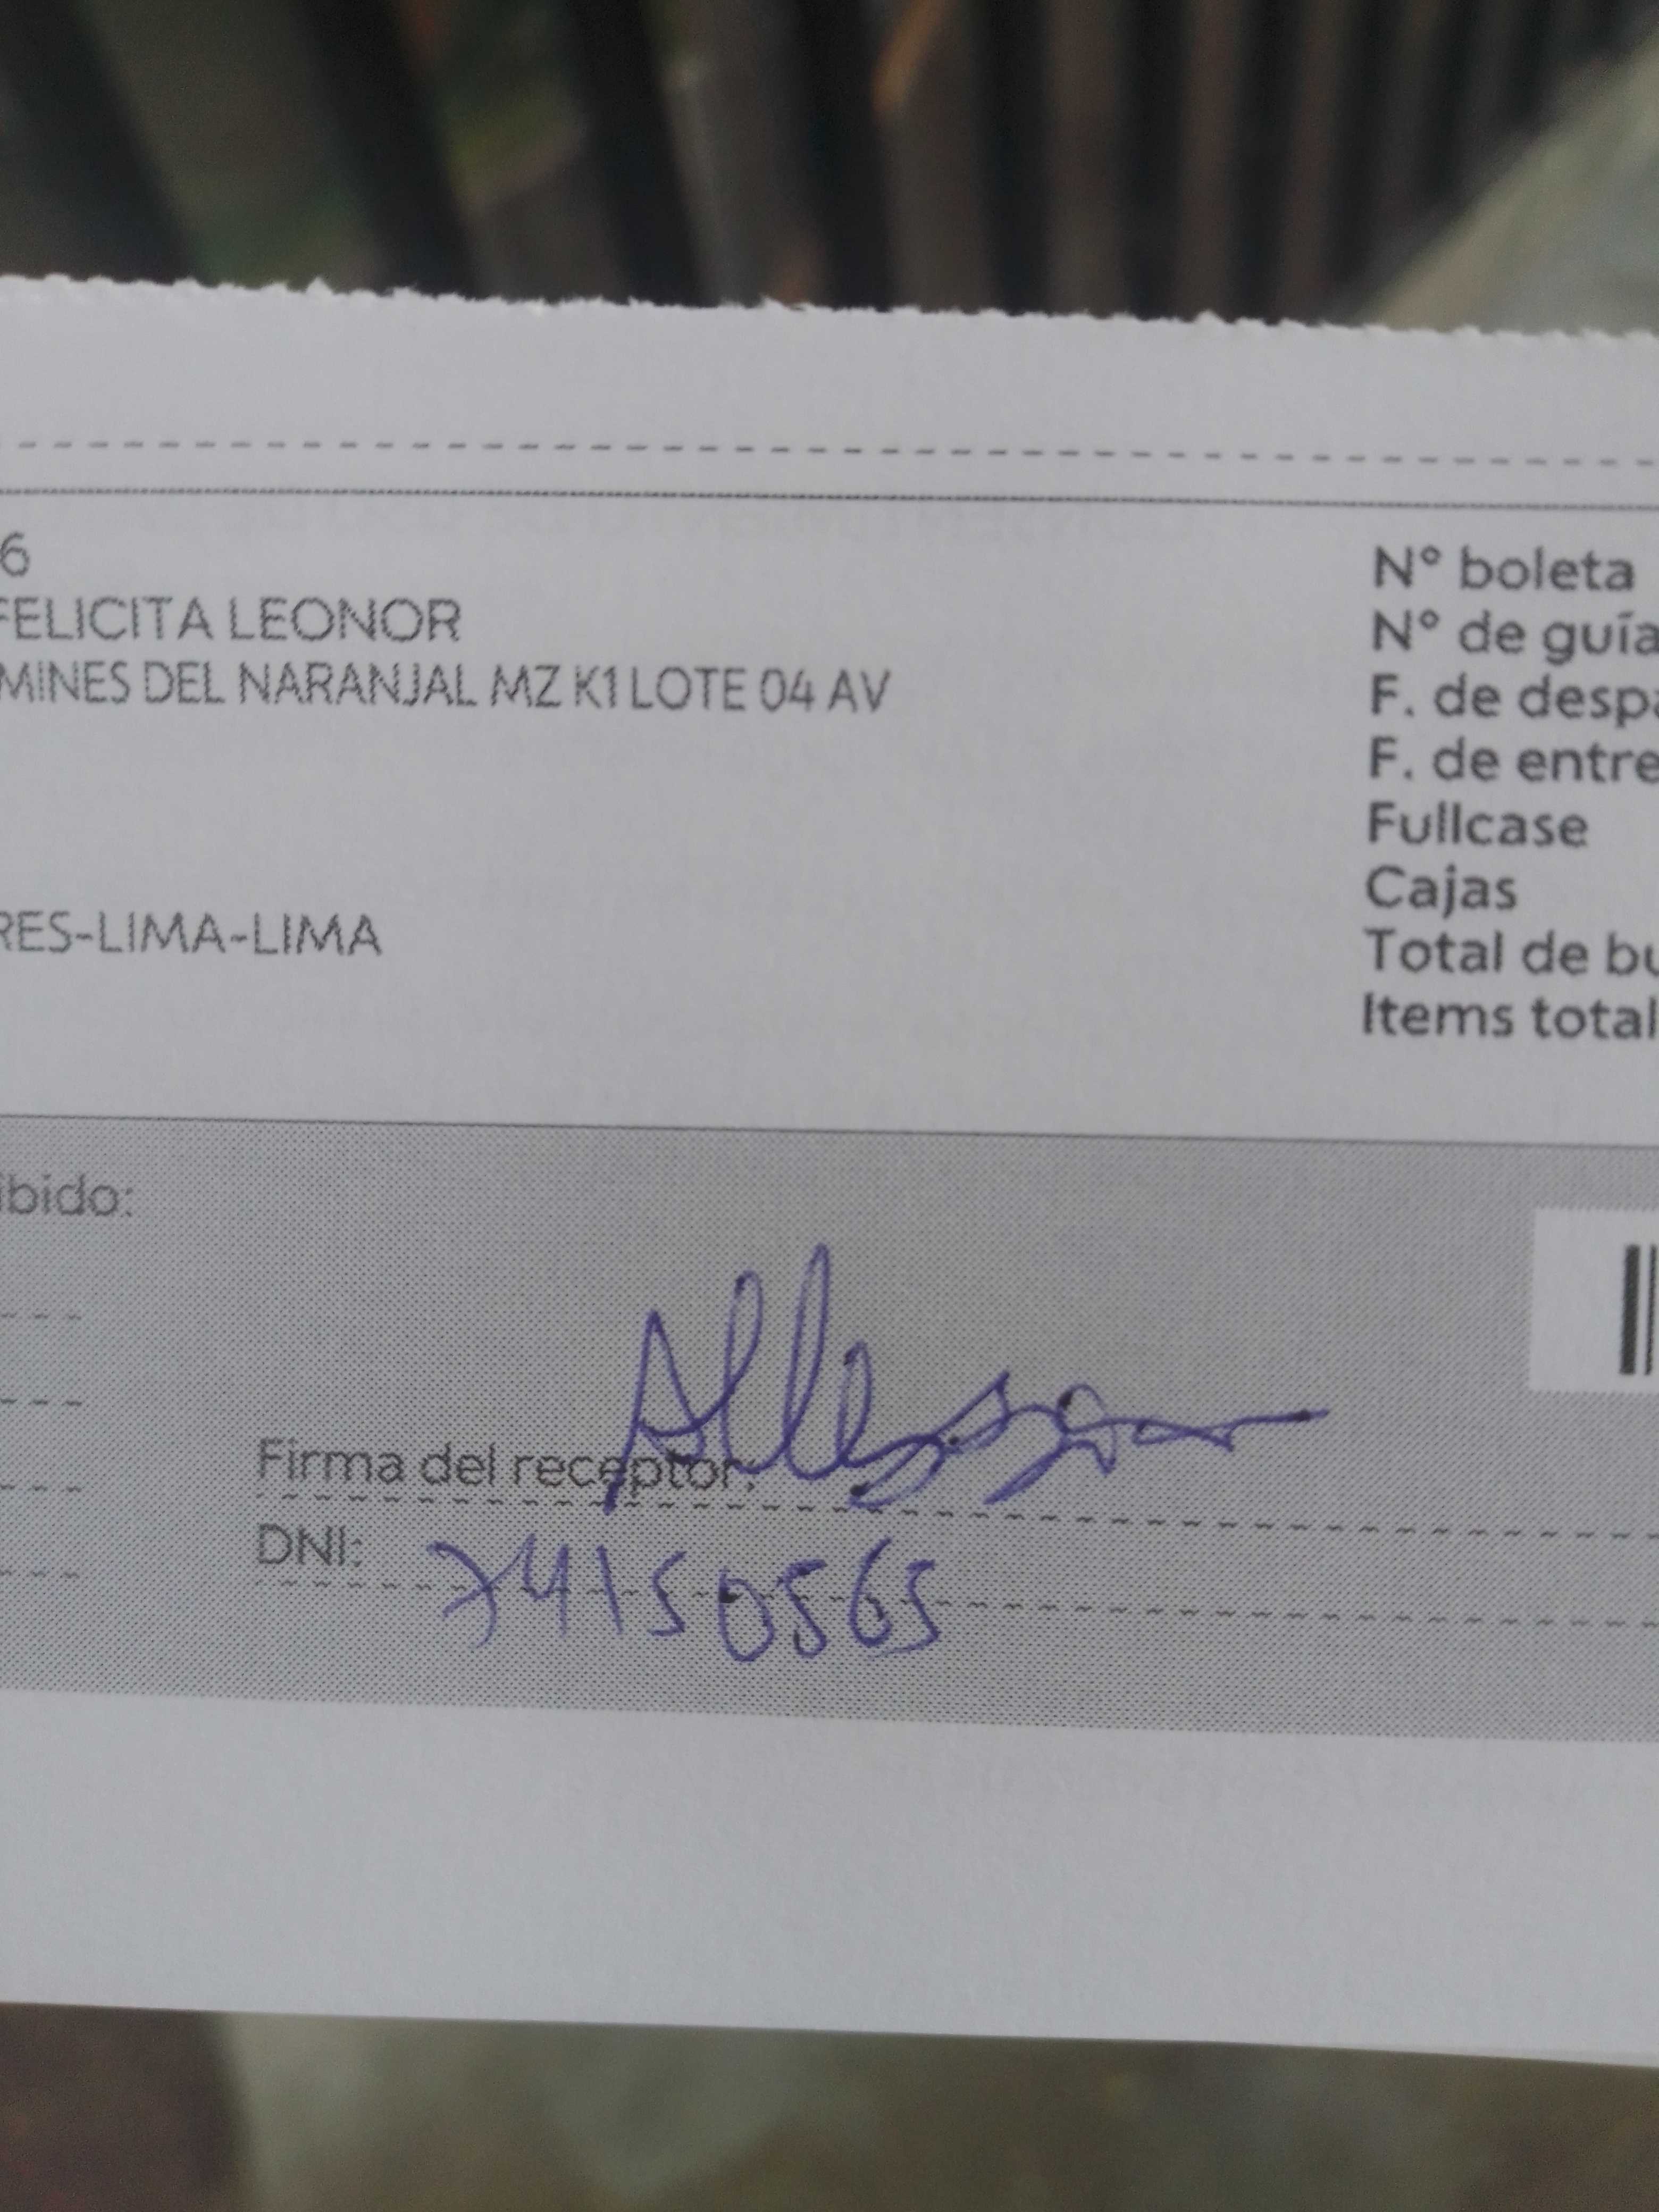 6
FELICITA LEONOR
MINES DEL NARANJAL MZ K1 LOTE 04 AV
RES-LIMA-LIMA
N° boleta
N° de guía
F. de despa
F. de entre
Fullcase
Cajas
Total de bu
Items total
ibido:
Firma del receptor:
DNI: 74150565